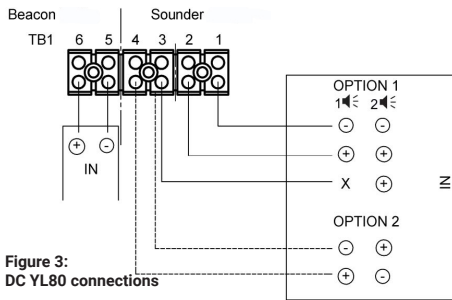 Beacon Sounder
TB1 6 5 4 3 2 1
OPTION 1
1 2
- -
+ +
X +
IN
+ -
IN
OPTION 2
- +
+ -
Figure 3:
DC YL80 connections